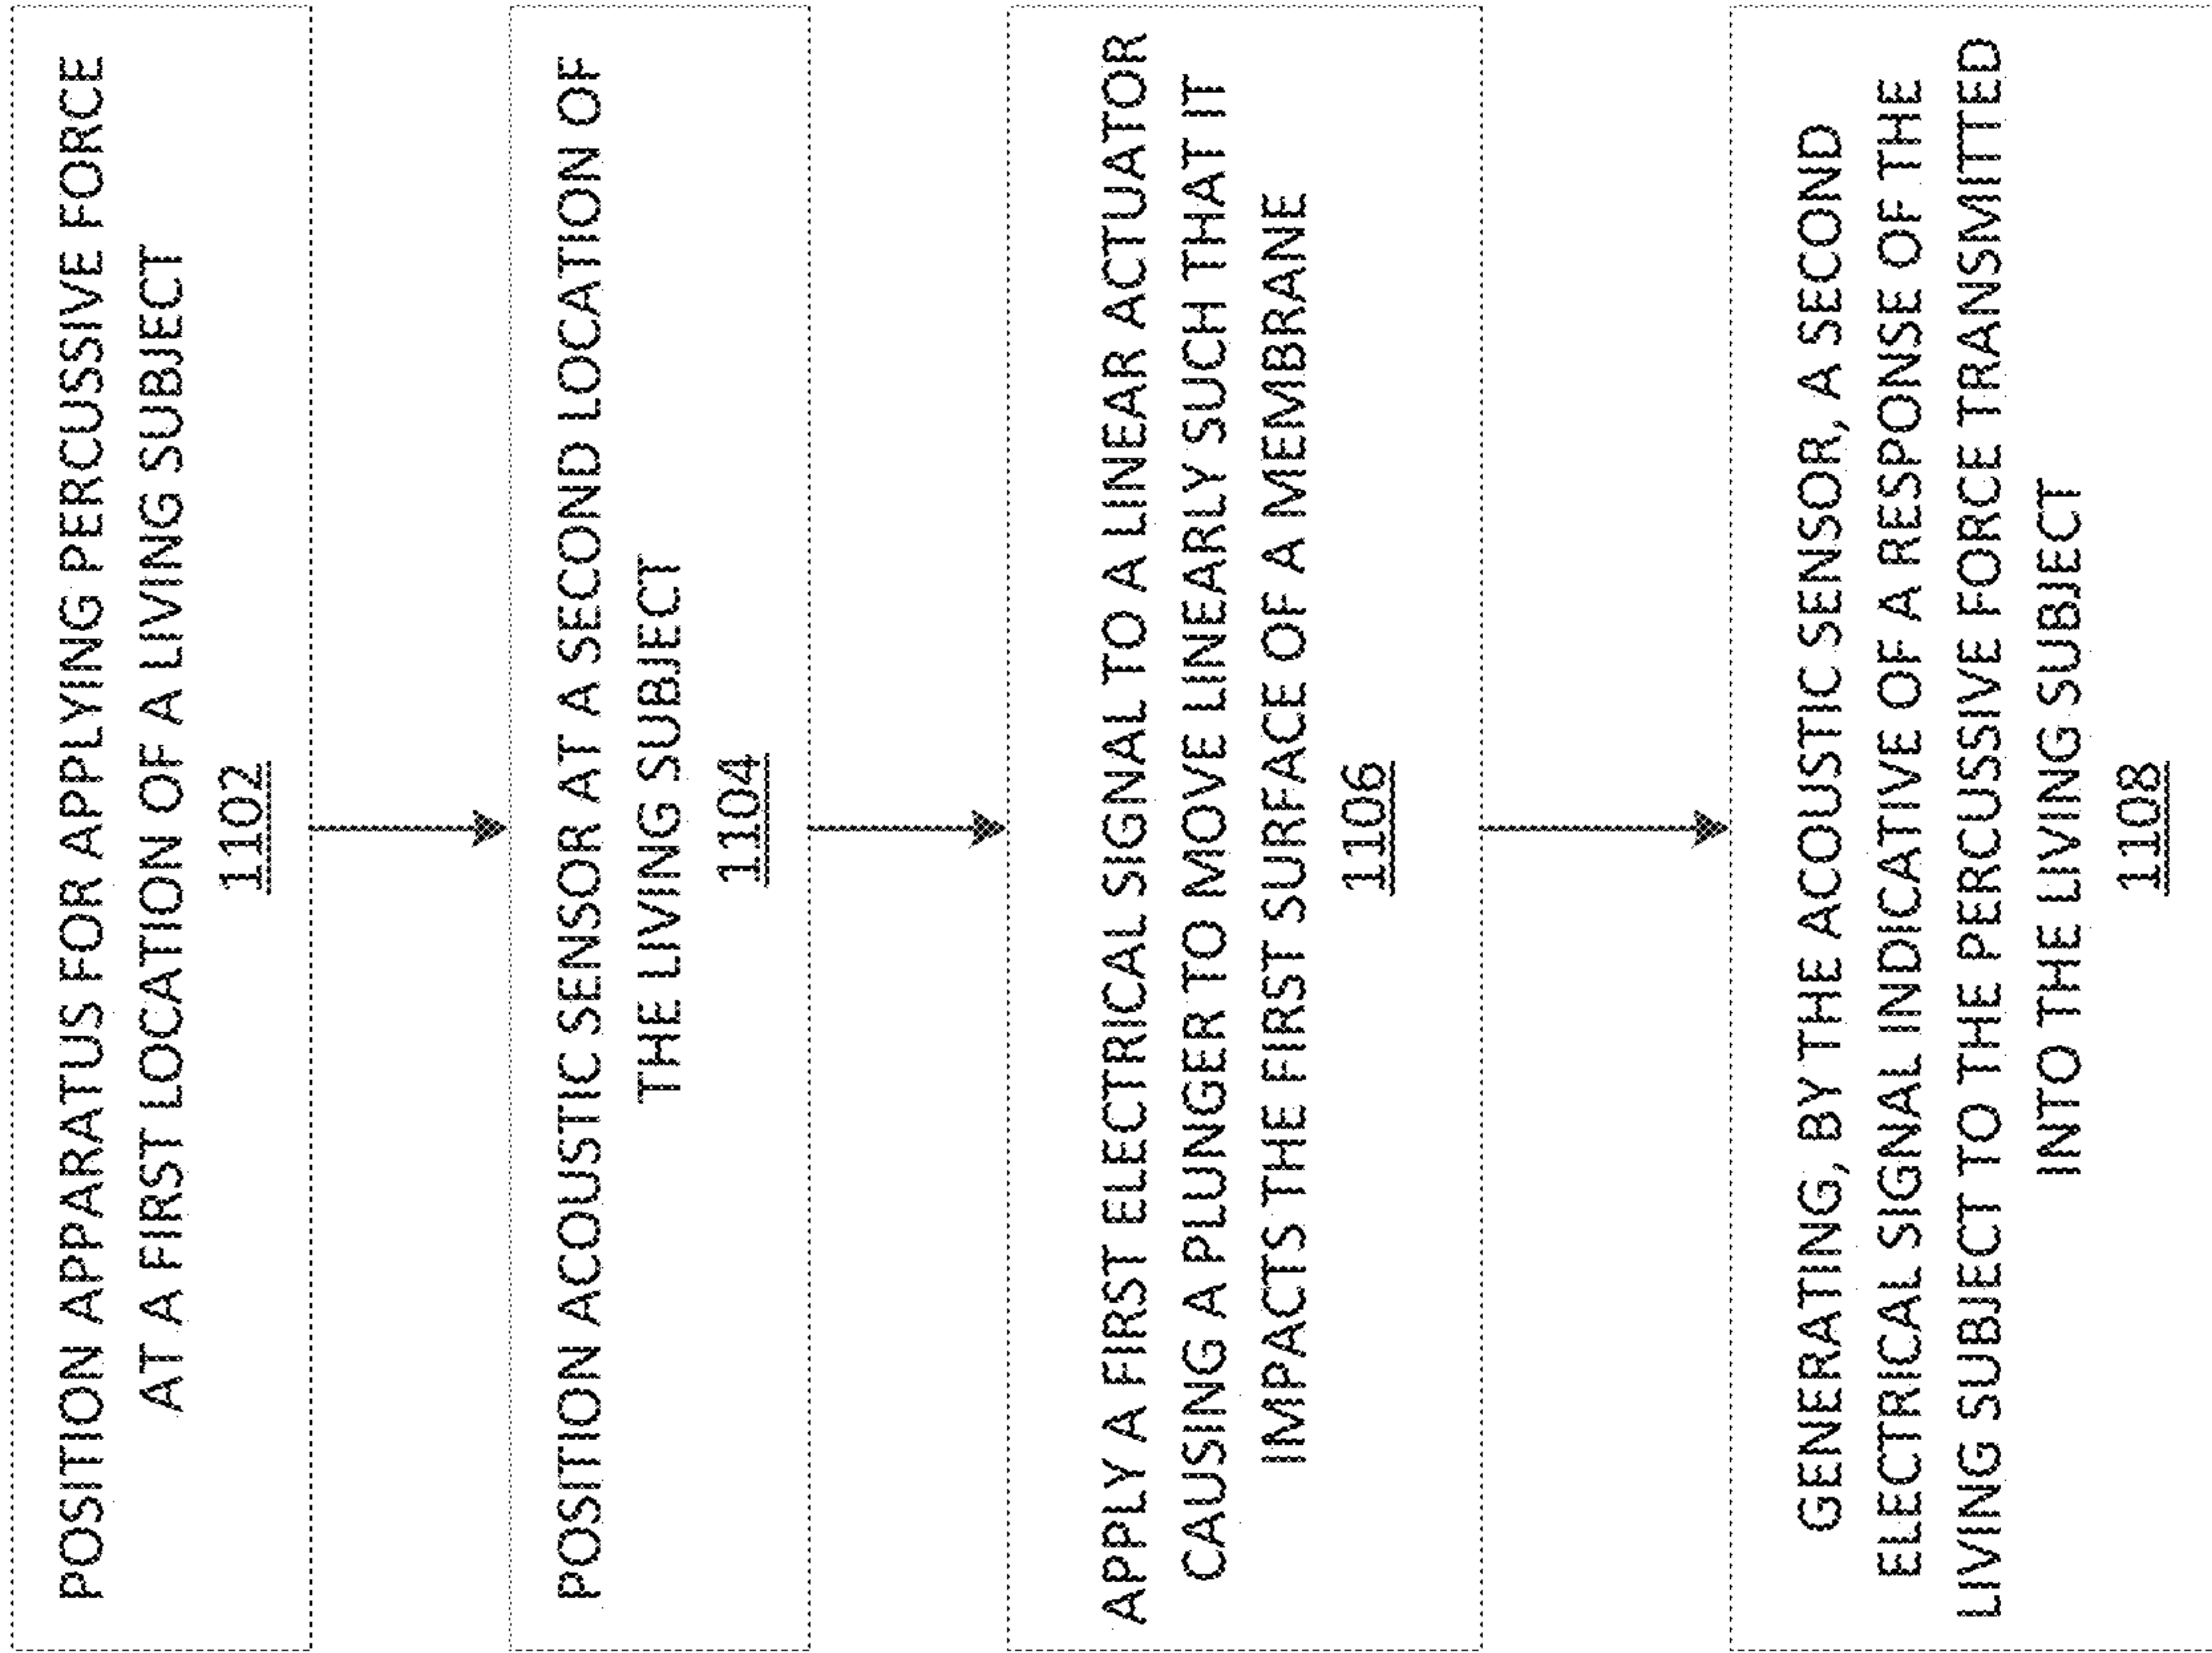 POSITION APPARATUS FOR APPLYING PERCUSSIVE FORCE
AT A FIRST LOCATION OF A LIVING SUBJECT
1102
POSITION ACOUSTIC SENSOR AT A SECOND LOCATION OF
THE LIVING SUBJECT
1104
APPLY A FIRST ELECTRICAL SIGNAL TO A LINEAR ACTUATOR
CAUSING A PLUNGER TO MOVE LINEARLY SUCH THAT IT
IMPACTS THE FIRST SURFACE OF A MEMBRANE
1106
GENERATING, BY THE ACOUSTIC SENSOR, A SECOND
ELECTRICAL SIGNAL INDICATIVE OF A RESPONSE OF THE
LIVING SUBJECT TO THE PERCUSSIVE FORCE TRANSMITTED
INTO THE LIVING SUBJECT
1108